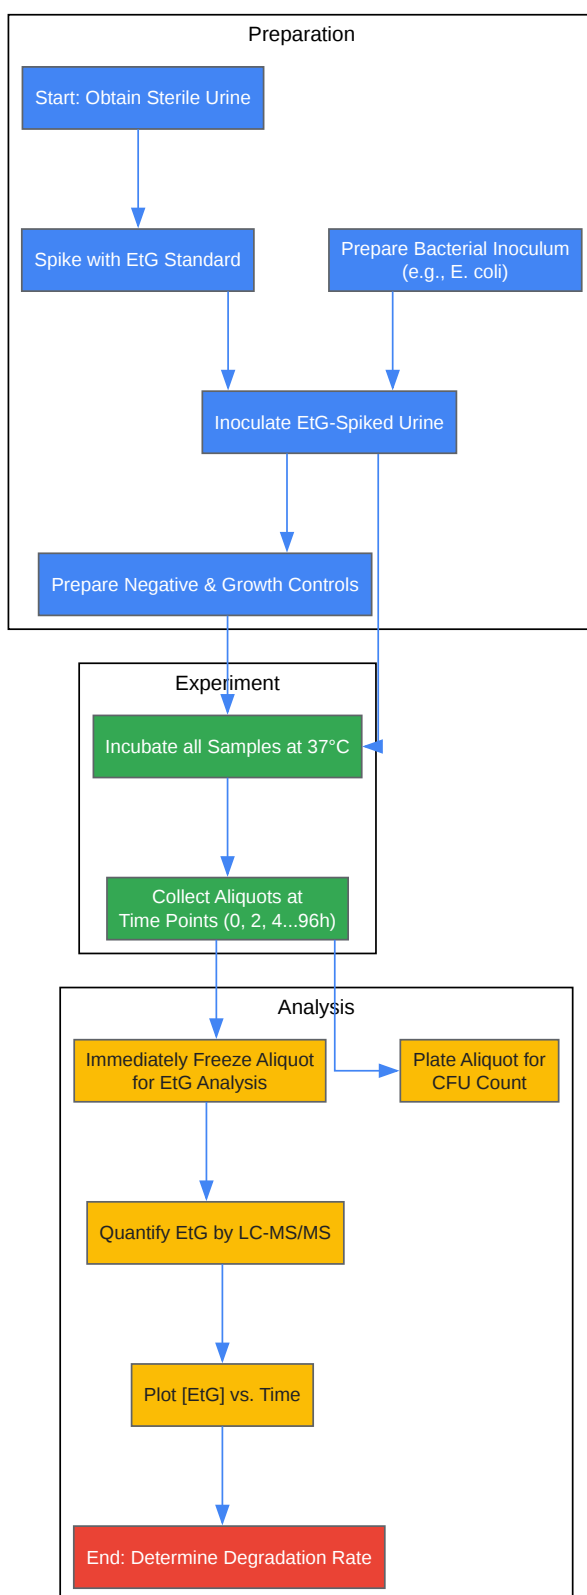 Preparation
Start: Obtain Sterile Urine
Spike with EtG Standard
Prepare Bacterial Inoculum
(e.g., E. coli)
Inoculate EtG-Spiked Urine
Prepare Negative & Growth Controls
Experiment
Incubate all Samples at 37°C
Collect Aliquots at
Time Points (0, 2, 4...96h)
Analysis
Immediately Freeze Aliquot
for EtG Analysis
Plate Aliquot for
CFU Count
Quantify EtG by LC-MS/MS
Plot [EtG] vs. Time
End: Determine Degradation Rate